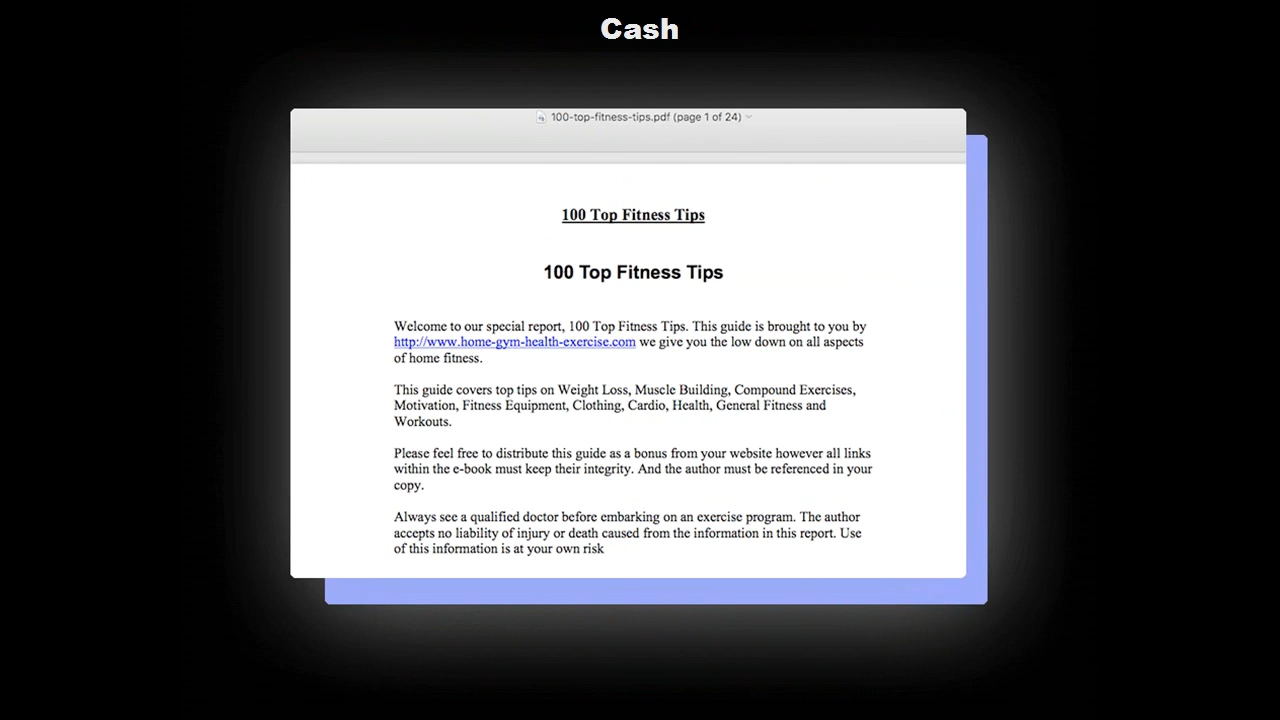 Cash
100-top-fitness-tips.pdf (page 1 of 24)
100 Top Fitness Tips
100 Top Fitness Tips
Welcome to our special report, 100 Top Fitness Tips. This guide is brought to you by
http://www.home-gym-health-exercise.com we give you the low down on all aspects
of home fitness.
This guide covers top tips on Weight Loss, Muscle Building, Compound Exercises,
Motivation, Fitness Equipment, Clothing, Cardio, Health, General Fitness and
Workouts.
Please feel free to distribute this guide as a bonus from your website however all links
within the e-book must keep their integrity. And the author must be referenced in your
copy.
Always see a qualified doctor before embarking on an exercise program. The author
accepts no liability of injury or death caused from the information in this report. Use
of this information is at your own risk